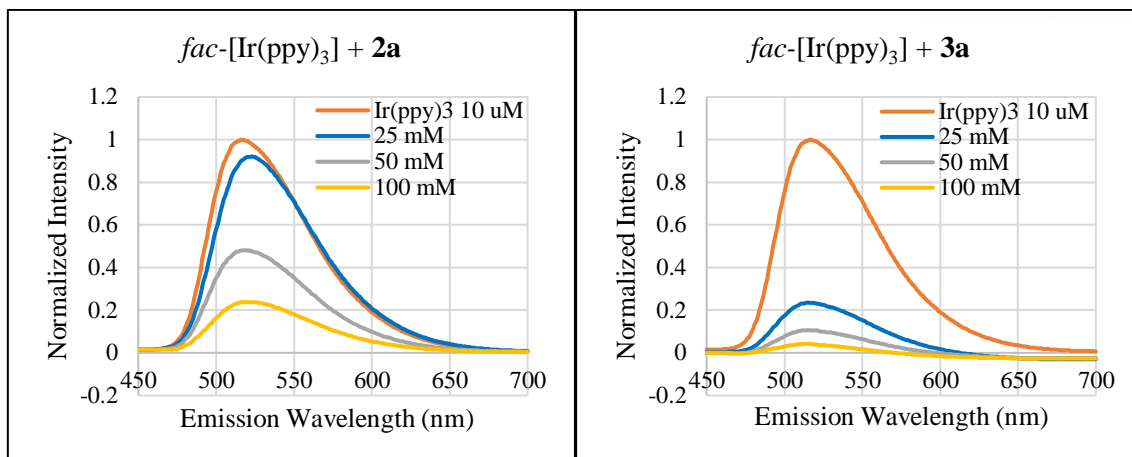 fac-[Ir(ppy)3] + 2a
1.2
1
0.8
0.6
0.4
0.2
0
-0.2
Normalized Intensity
Ir(ppy)3 10 uM
25 mM
50 mM
100 mM
450 500 550 600 650 700
Emission Wavelength (nm)
fac-[Ir(ppy)3] + 3a
1.2
1
0.8
0.6
0.4
0.2
0
-0.2
Normalized Intensity
Ir(ppy)3 10 uM
25 mM
50 mM
100 mM
450 500 550 600 650 700
Emission Wavelength (nm)